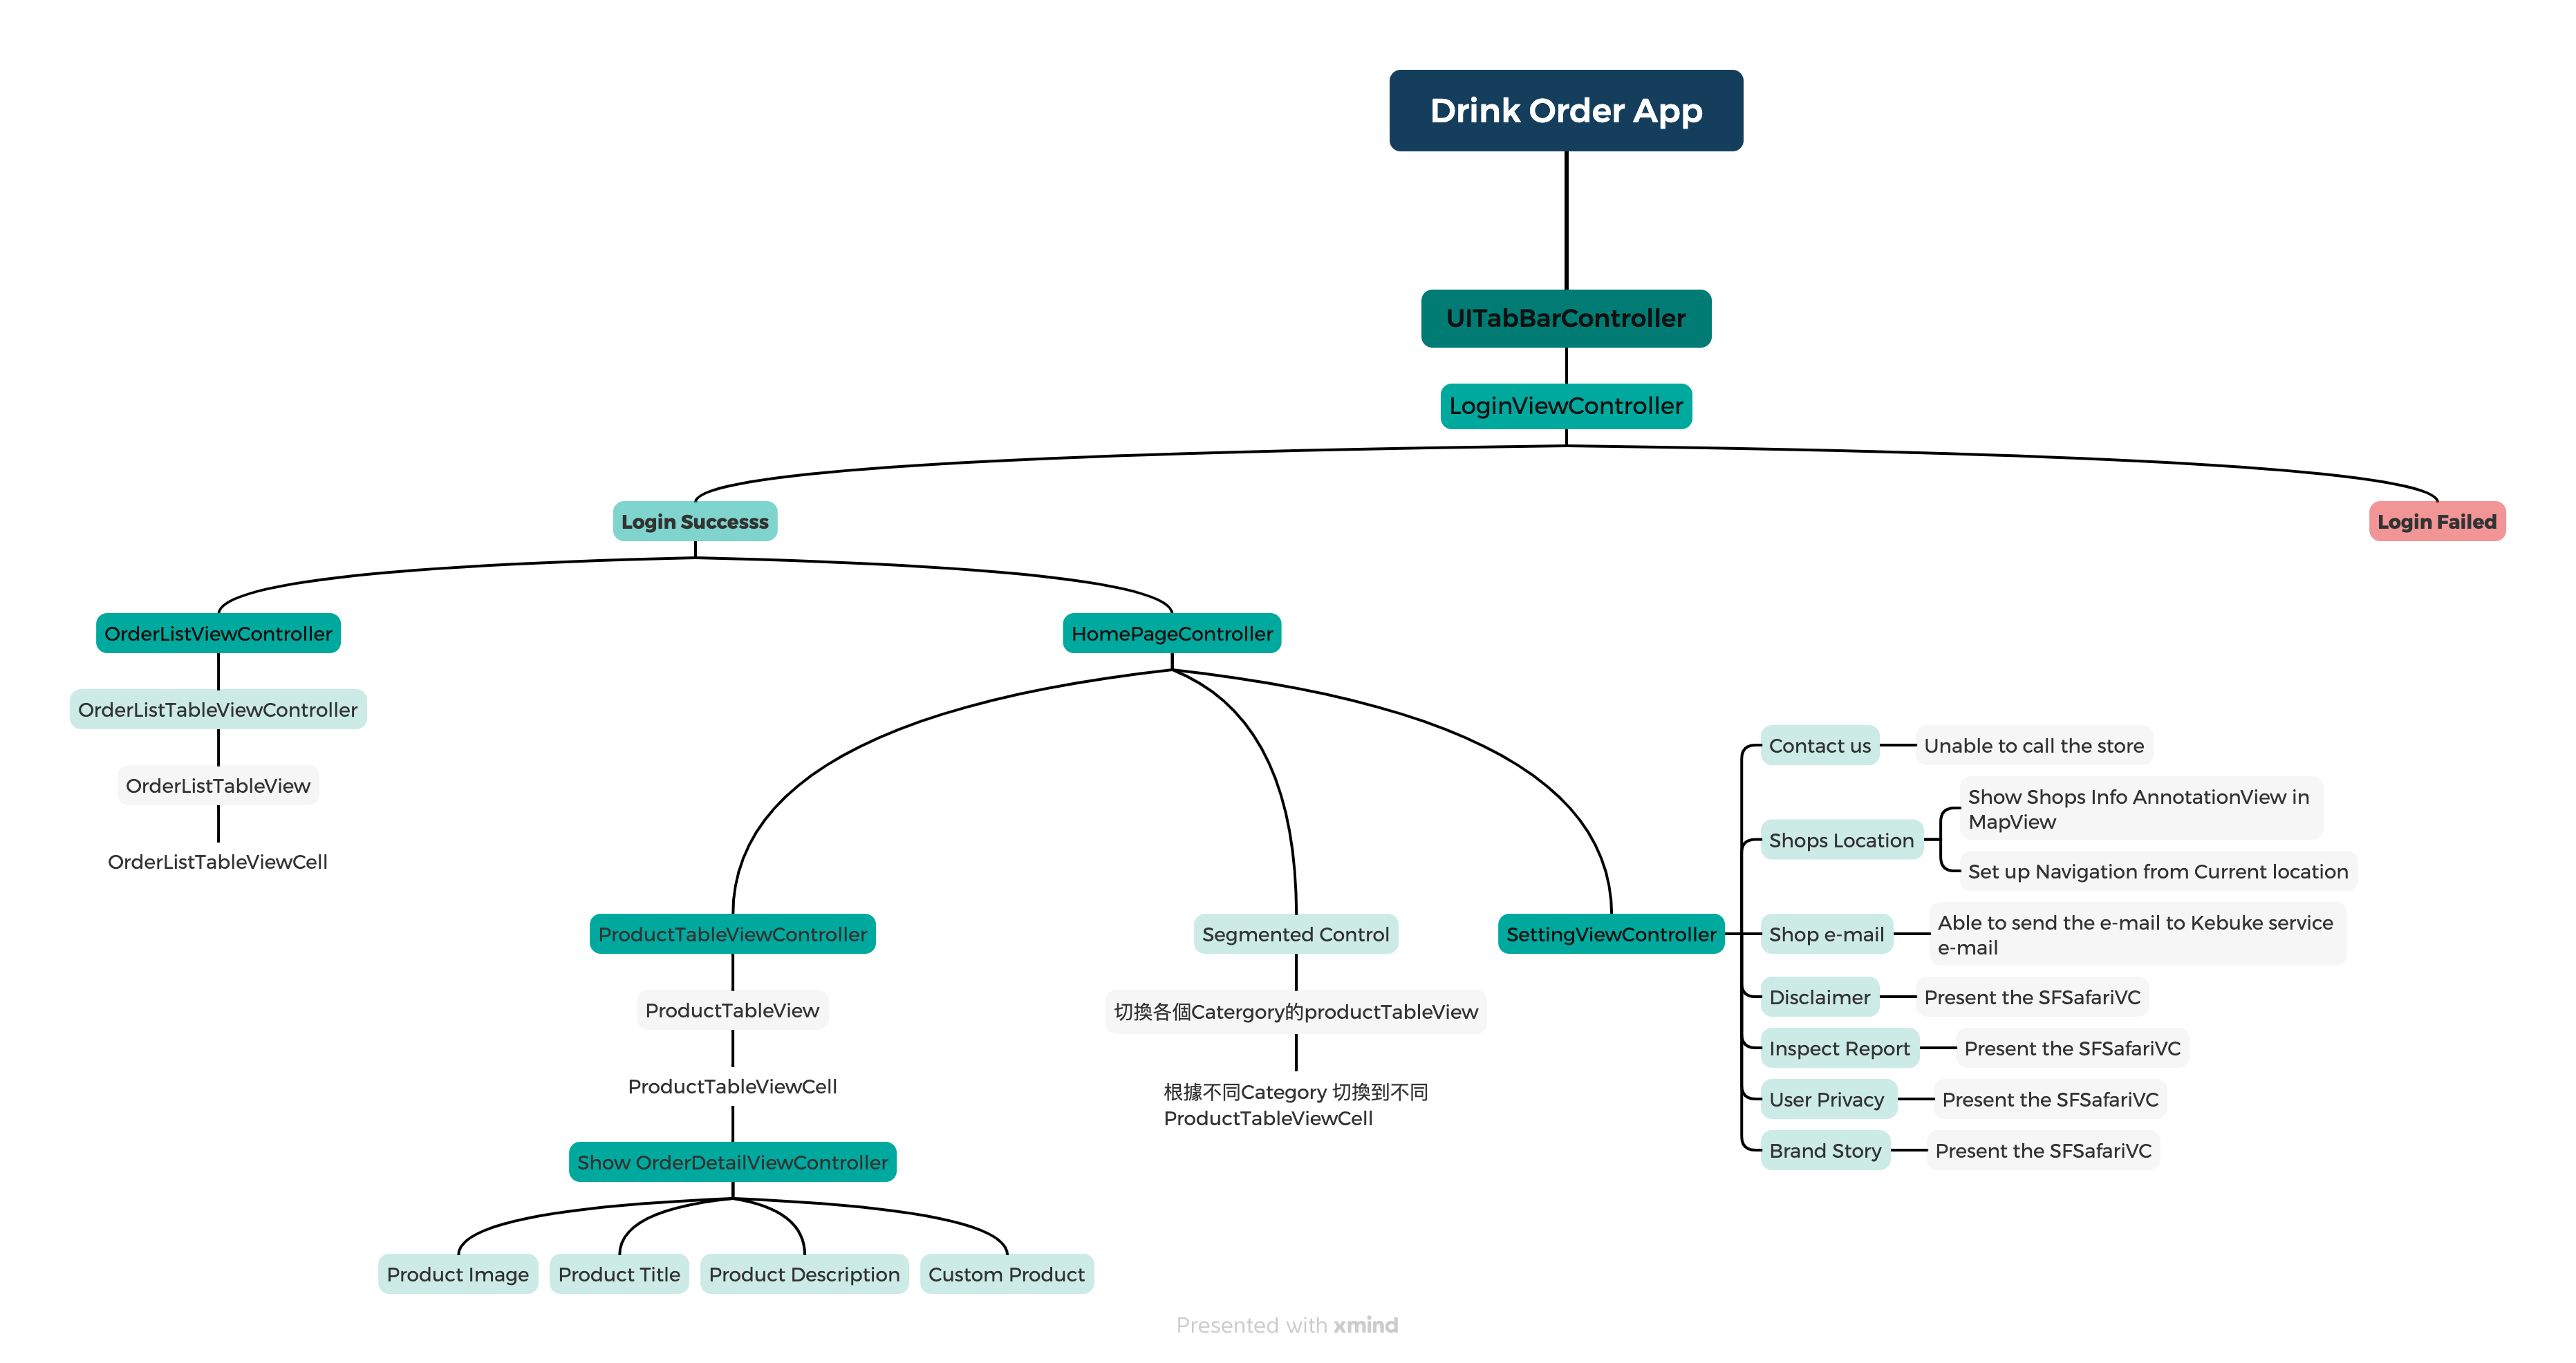 Drink Order App
UITabBarController
LoginViewController
Login Successs
Login Failed
OrderListViewController
HomePageController
OrderListTableViewController
OrderListTableView
OrderListTableViewCell
ProductTableViewController
Segmented Control
SettingViewController
ProductTableView
切換各個Catergory的productTableView
ProductTableViewCell
根據不同Category 切換到不同
ProductTableViewCell
Show OrderDetailViewController
Product Image
Product Title
Product Description
Custom Product
Contact us
Unable to call the store
Shops Location
Show Shops Info AnnotationView in
MapView
Set up Navigation from Current location
Shop e-mail
Able to send the e-mail to Kebuke service
e-mail
Disclaimer
Present the SFSafariVC
Inspect Report
Present the SFSafariVC
User Privacy
Present the SFSafariVC
Brand Story
Present the SFSafariVC
Presented with xmind